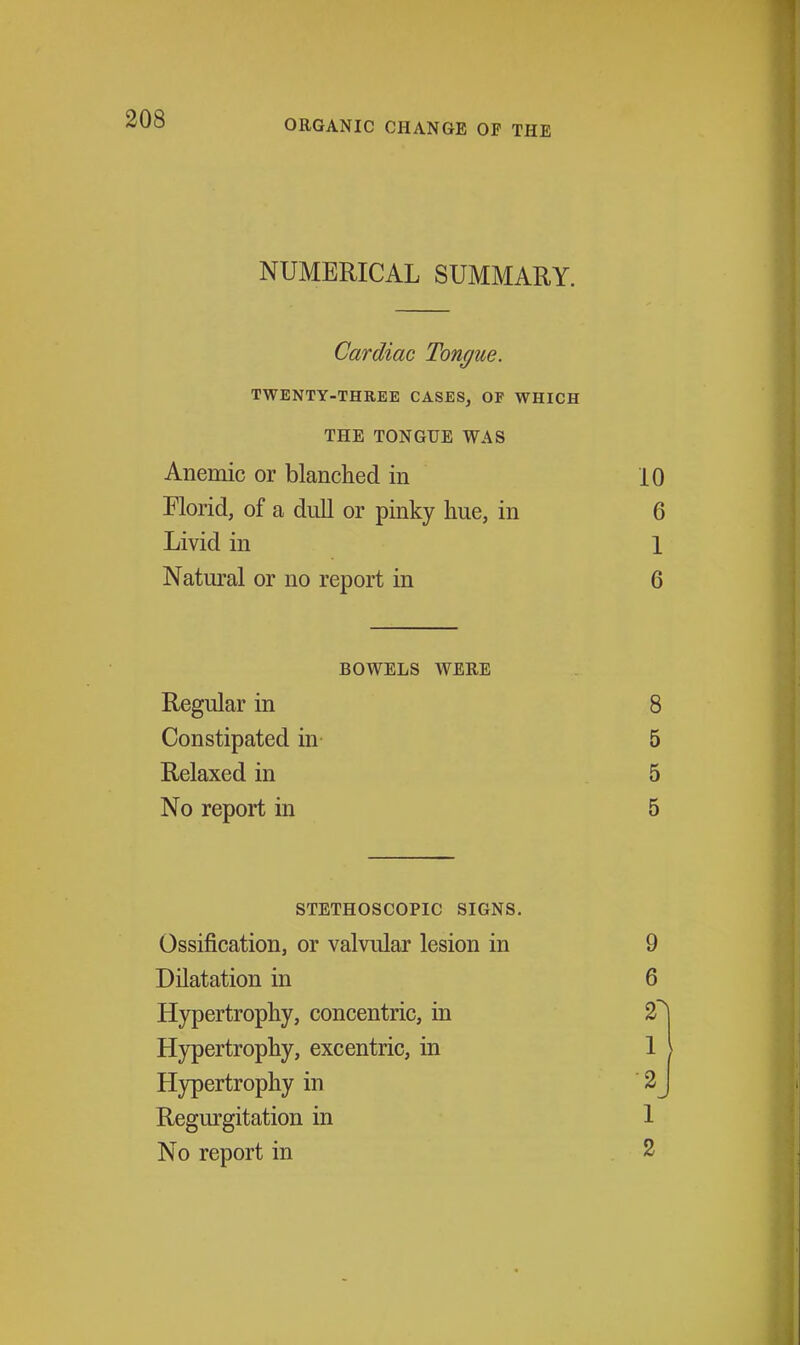 208
ORGANIC CHANGE OF THE
NUMERICAL SUMMARY.
Cardiac Tongue.
TWENTY-THREE CASES, OF WHICH
THE TONGUE WAS
Anemic or blanched in 10
Florid, of a dull or pinky hue, in 6
Livid in 1
Natural or no report in 6
BOWELS WERE
Regular in 8
Constipated in 5
Relaxed in 5
No report in 5
STETHOSCOPIC SIGNS.
Ossification, or valvular lesion in 9
Dilatation in 6
Hypertrophy, concentric, in 2
Hypertrophy, excentric, in 1
Hypertrophy in 2
Regurgitation in 1
No report in 2